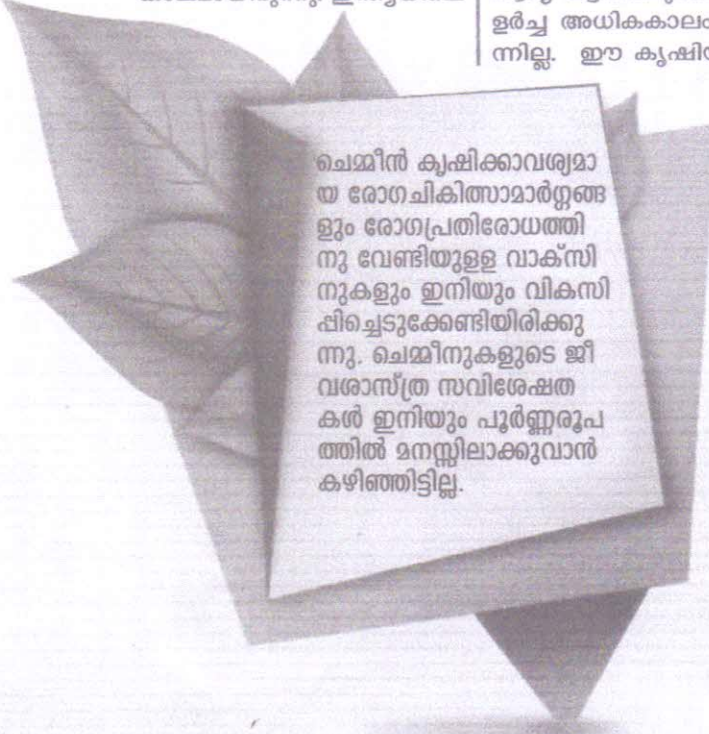 ളർച്ച അധികകാലം
ന്നില്ല. ഈ കൃഷിയ
ചെമ്മീൻ കൃഷിക്കാവശ്യമാ
യ രോഗചികിത്സാമാർഗ്ഗങ്ങ
ളും രോഗപ്രതിരോധത്തി
നു വേണ്ടിയുളള വാക്സി
നുകളും ഇനിയും വികസി
പ്പിച്ചെടുക്കേണ്ടിയിരിക്കു
ന്നു. ചെമ്മീനുകളുടെ ജീ
വശാസ്ത്ര സവിശേഷത
കൾ ഇനിയും പൂർണ്ണരൂപ
ത്തിൽ മനസ്സിലാക്കുവാൻ
കഴിഞ്ഞിട്ടില്ല.